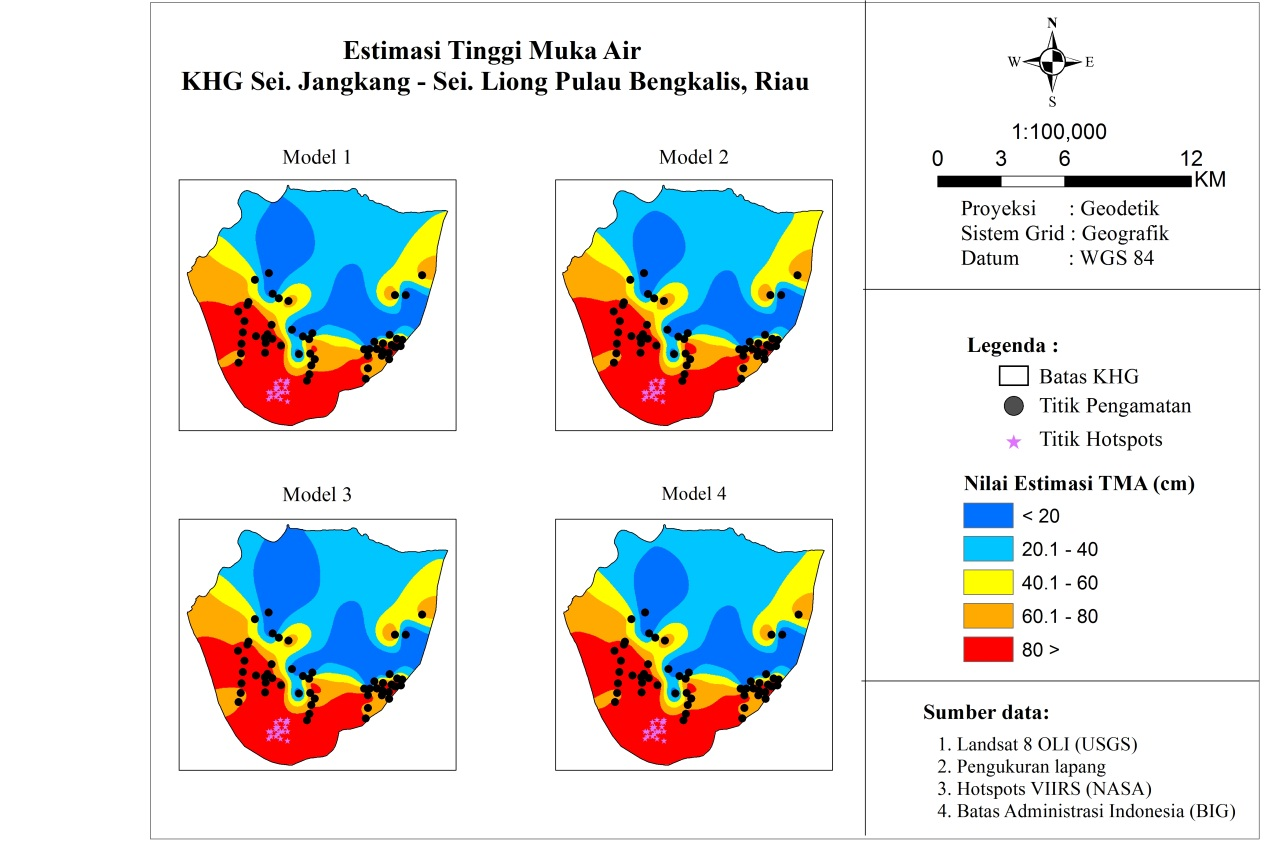 Estimasi Tinggi Muka Air
KHG Sei. Jangkang - Sei. Liong Pulau Bengkalis, Riau
Model 1
Model 2
Model 3
Model 4
N
W E
S
1:100,000
0 3 6 12
KM
Proyeksi : Geodetik
Sistem Grid : Geografik
Datum : WGS 84
Legenda :
Batas KHG
Titik Pengamatan
Titik Hotspots
Nilai Estimasi TMA (cm)
< 20
20.1 - 40
40.1 - 60
60.1 - 80
80 >
Sumber data:
1. Landsat 8 OLI (USGS)
2. Pengukuran lapang
3. Hotspots VIIRS (NASA)
4. Batas Administrasi Indonesia (BIG)